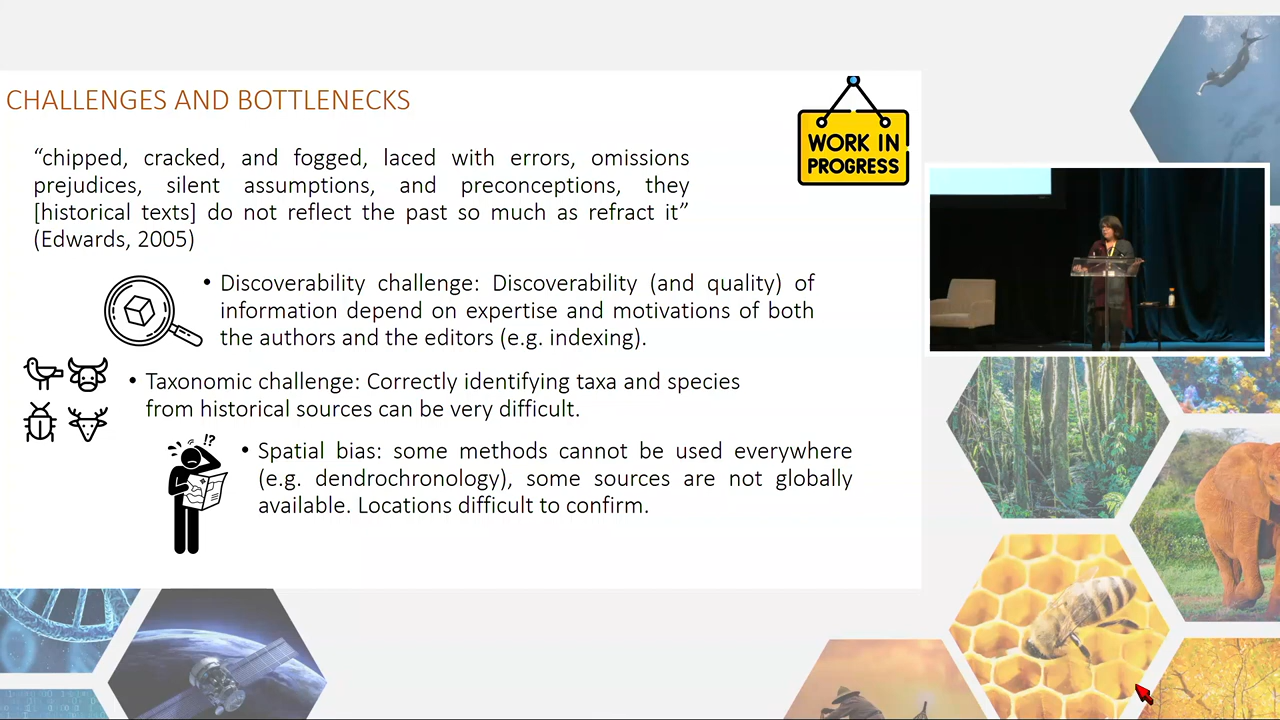 CHALLENGES AND BOTTLENECKS
WORK IN
PROGRESS
“chipped, cracked, and fogged, laced with errors, omissions
prejudices, silent assumptions, and preconceptions, they
[historical texts] do not reflect the past so much as refract it”
(Edwards, 2005)
• Discoverability challenge: Discoverability (and quality) of
information depend on expertise and motivations of both
the authors and the editors (e.g. indexing).
• Taxonomic challenge: Correctly identifying taxa and species
from historical sources can be very difficult.
!?
• Spatial bias: some methods cannot be used everywhere
(e.g. dendrochronology), some sources are not globally
available. Locations difficult to confirm.